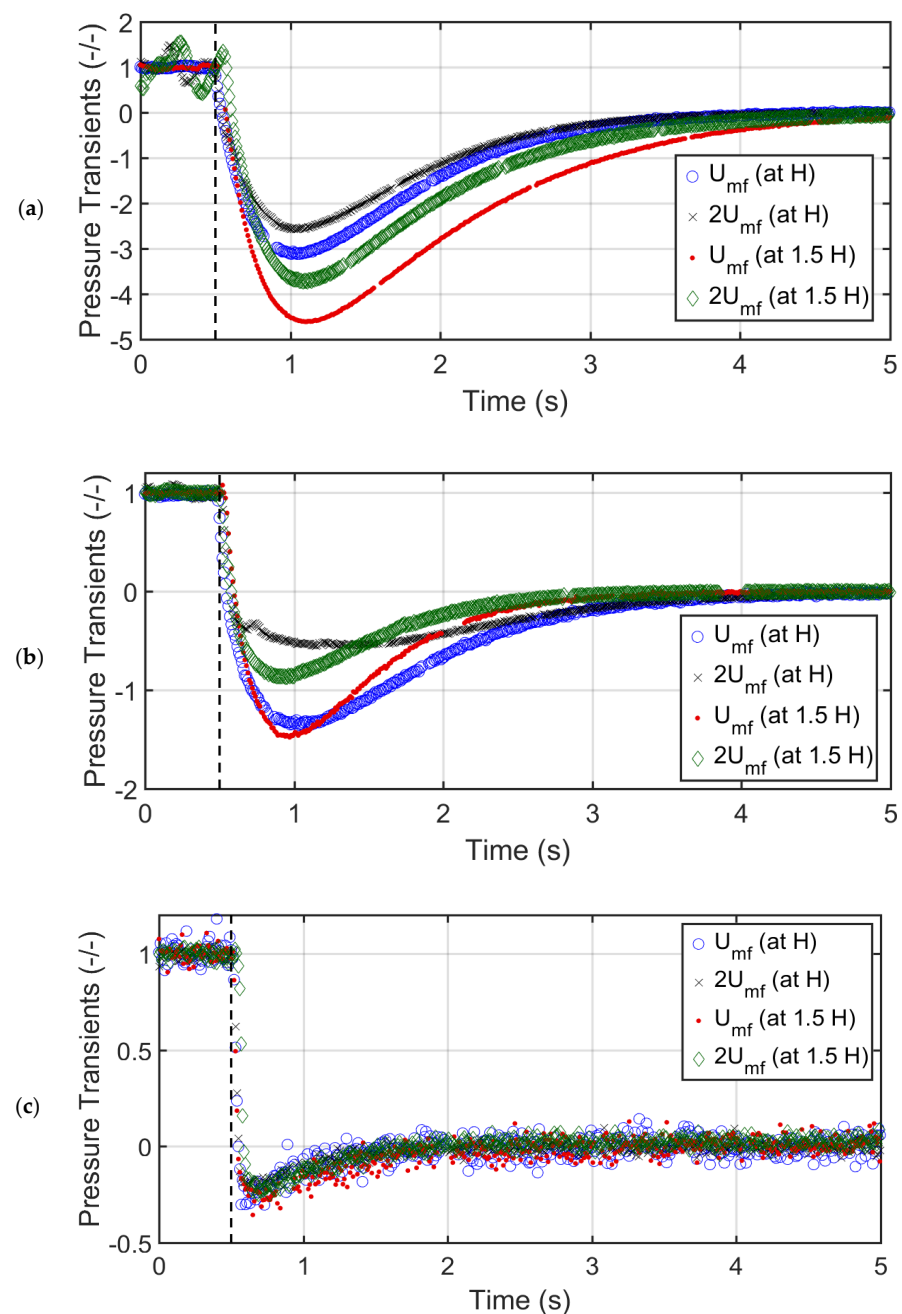 (a)
Pressure Transients (-/-)
2
1
0
-1
-2
-3
-4
-5
0 1 2 3 4 5
Time (s)
U_mf (at H)
2U_mf (at H)
U_mf (at 1.5 H)
2U_mf (at 1.5 H)
(b)
Pressure Transients (-/-)
1
0
-1
-2
0 1 2 3 4 5
Time (s)
U_mf (at H)
2U_mf (at H)
U_mf (at 1.5 H)
2U_mf (at 1.5 H)
(c)
Pressure Transients (-/-)
1
0.5
0
-0.5
0 1 2 3 4 5
Time (s)
U_mf (at H)
2U_mf (at H)
U_mf (at 1.5 H)
2U_mf (at 1.5 H)